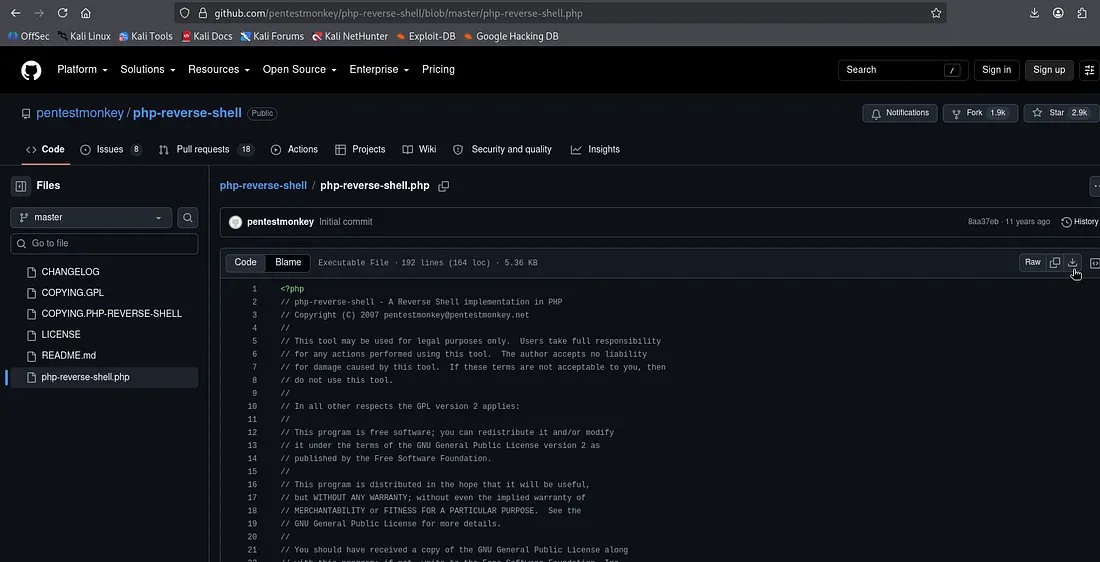 github.com/pentestmonkey/php-reverse-shell/blob/master/php-reverse-shell.php
OffSec Kali Linux Kali Tools Kali Docs Kali Forums Kali NetHunter Exploit-DB Google Hacking DB
Platform Solutions Resources Open Source Enterprise Pricing Search / Sign in Sign up
pentestmonkey / php-reverse-shell Public Notifications Fork 1.9k Star 2.9k
Code Issues 8 Pull requests 18 Actions Projects Wiki Security and quality Insights
Files
master
Go to file
CHANGELOG
COPYING.GPL
COPYING.PHP-REVERSE-SHELL
LICENSE
README.md
php-reverse-shell.php
php-reverse-shell / php-reverse-shell.php
pentestmonkey Initial commit 8aa37eb · 11 years ago History
Code Blame Executable File · 192 lines (164 loc) · 5.36 KB Raw
1 <?php
2 // php-reverse-shell - A Reverse Shell implementation in PHP
3 // Copyright (C) 2007 pentestmonkey@pentestmonkey.net
4 //
5 // This tool may be used for legal purposes only.  Users take full responsibility
6 // for any actions performed using this tool.  The author accepts no liability
7 // for damage caused by this tool.  If these terms are not acceptable to you, then
8 // do not use this tool.
9 //
10 // In all other respects the GPL version 2 applies:
11 //
12 // This program is free software; you can redistribute it and/or modify
13 // it under the terms of the GNU General Public License version 2 as
14 // published by the Free Software Foundation.
15 //
16 // This program is distributed in the hope that it will be useful,
17 // but WITHOUT ANY WARRANTY; without even the implied warranty of
18 // MERCHANTABILITY or FITNESS FOR A PARTICULAR PURPOSE.  See the
19 // GNU General Public License for more details.
20 //
21 // You should have received a copy of the GNU General Public License along